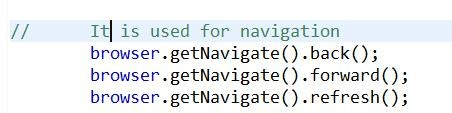 //      It is used for navigation
        browser.getNavigate().back();
        browser.getNavigate().forward();
        browser.getNavigate().refresh();